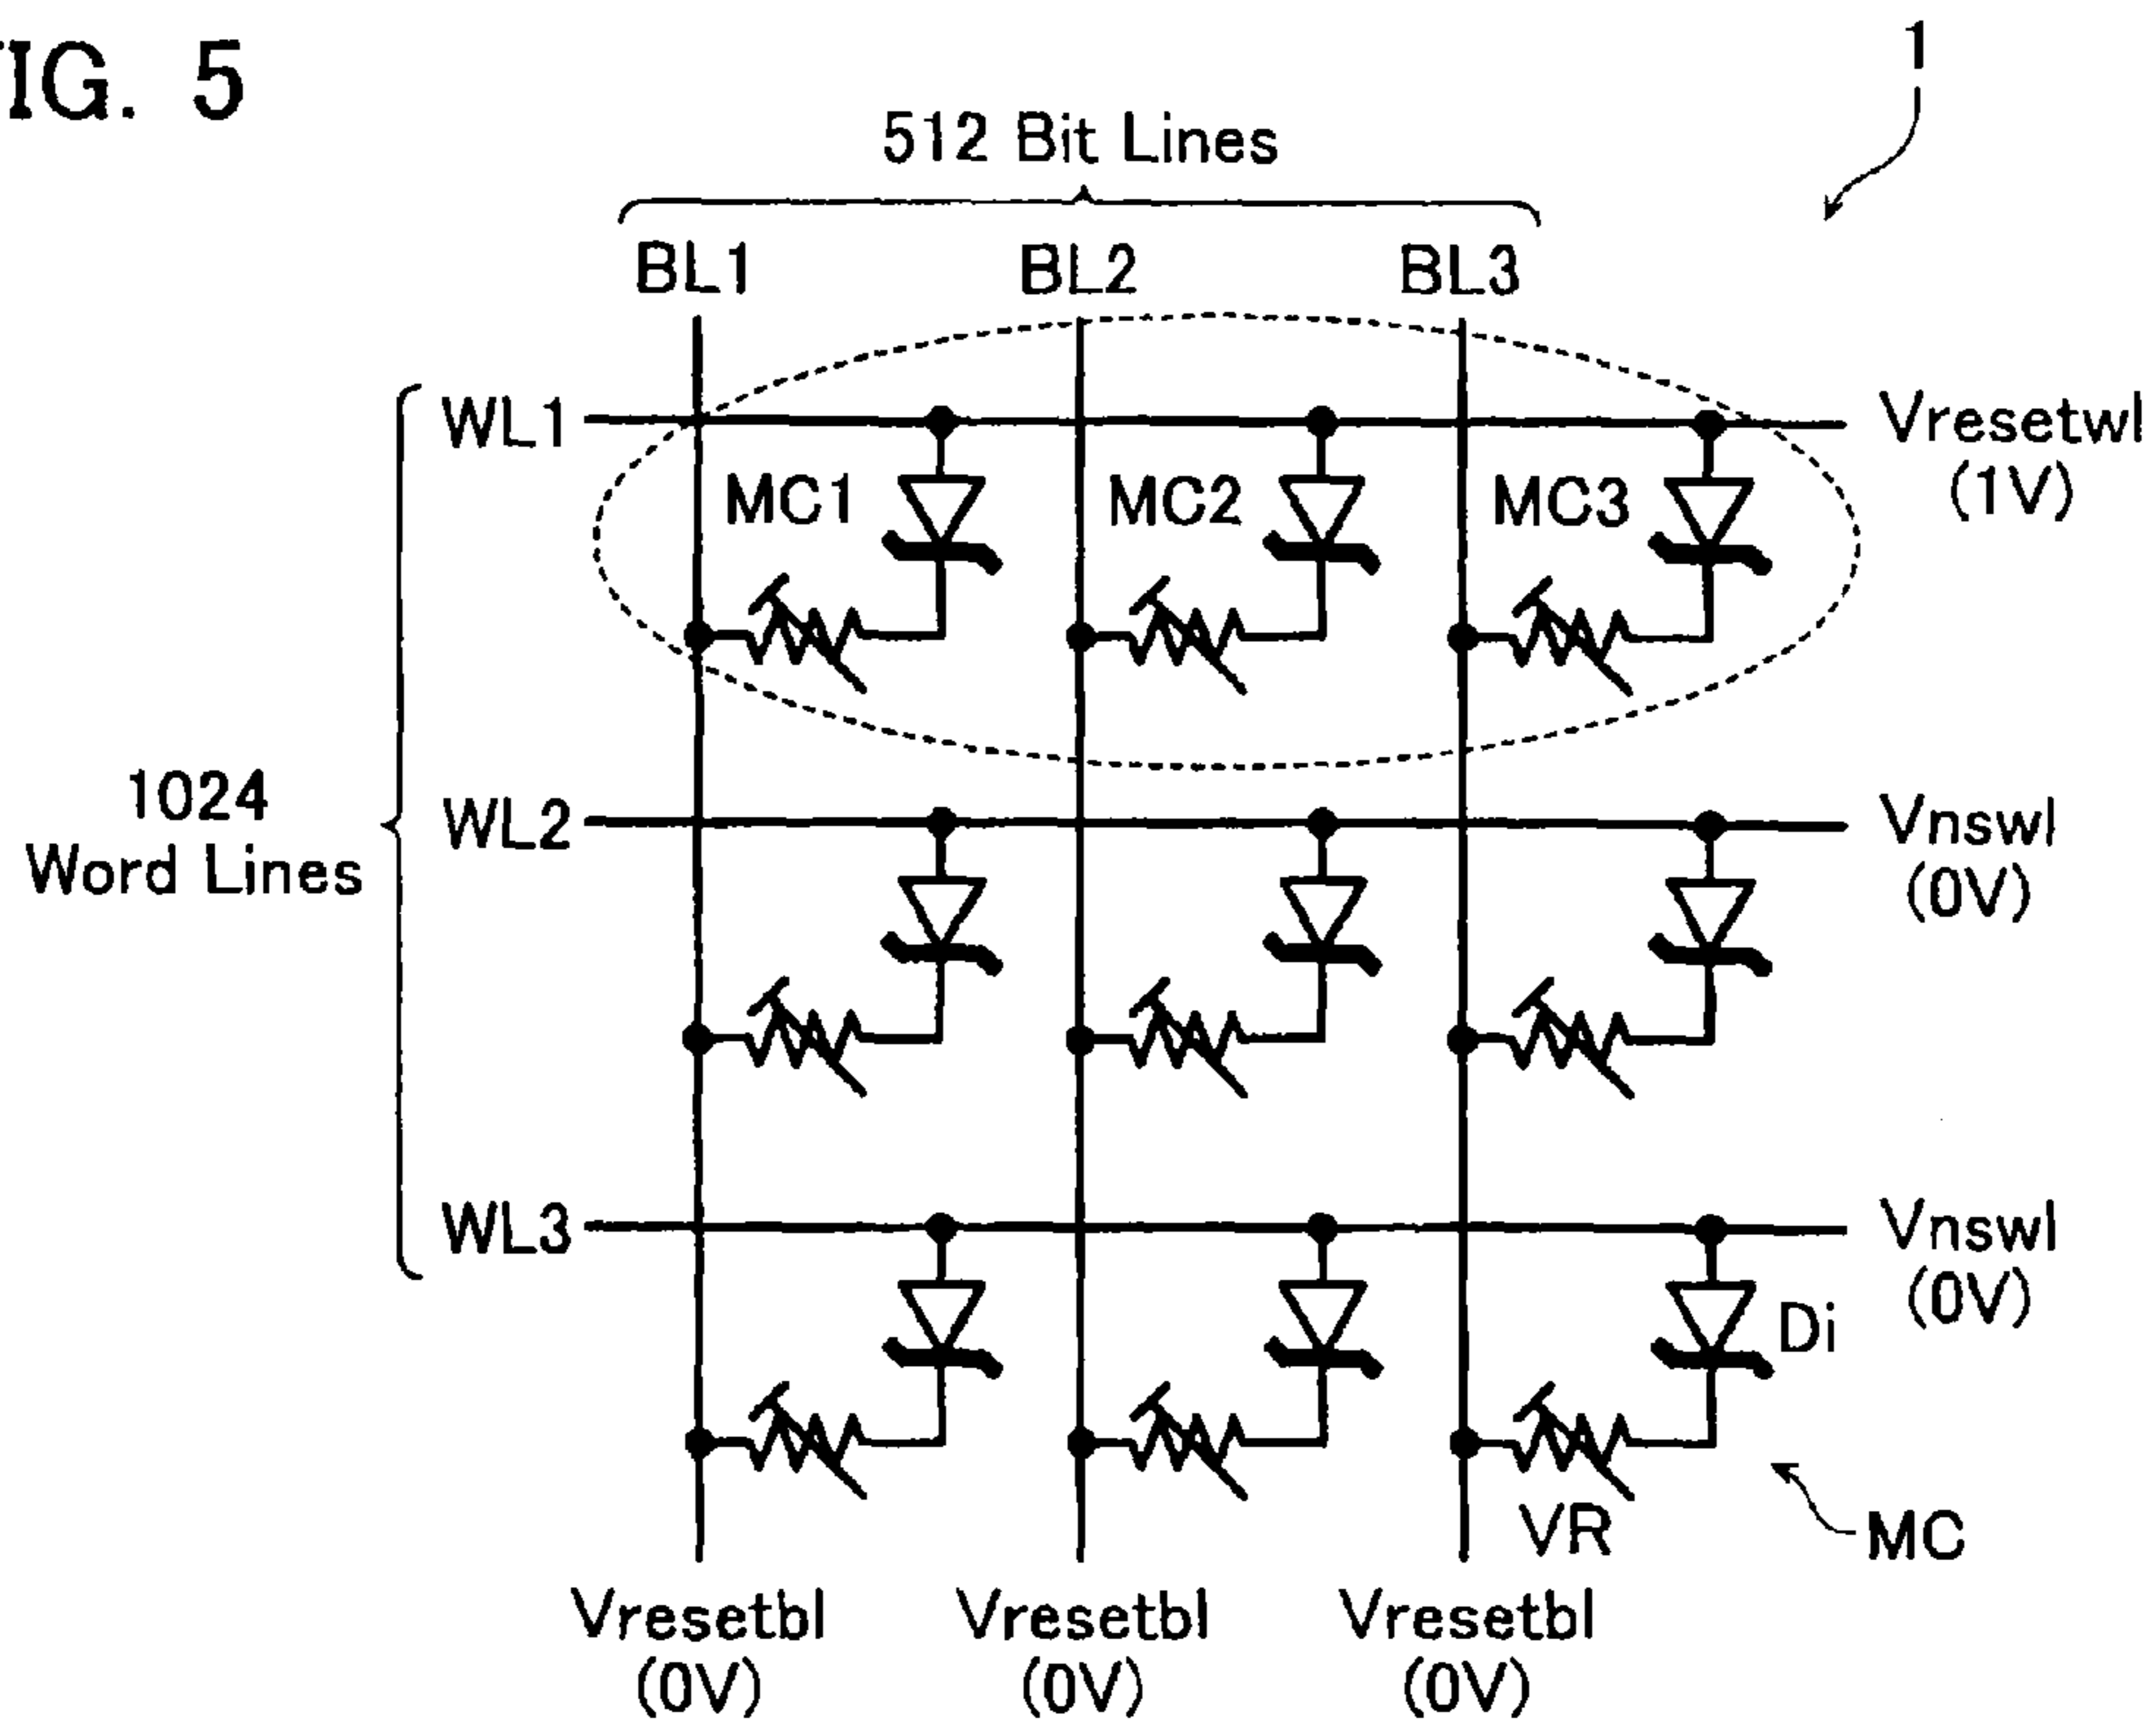 IG. 5
1
512 Bit Lines
BL1 BL2 BL3
WL1
Vresetwl
(1V)
MC1 MC2 MC3
1024
Word Lines
WL2
Vnswl
(0V)
WL3
Vnswl
(0V)
Di
VR
MC
Vresetbl Vresetbl Vresetbl
(0V) (0V) (0V)